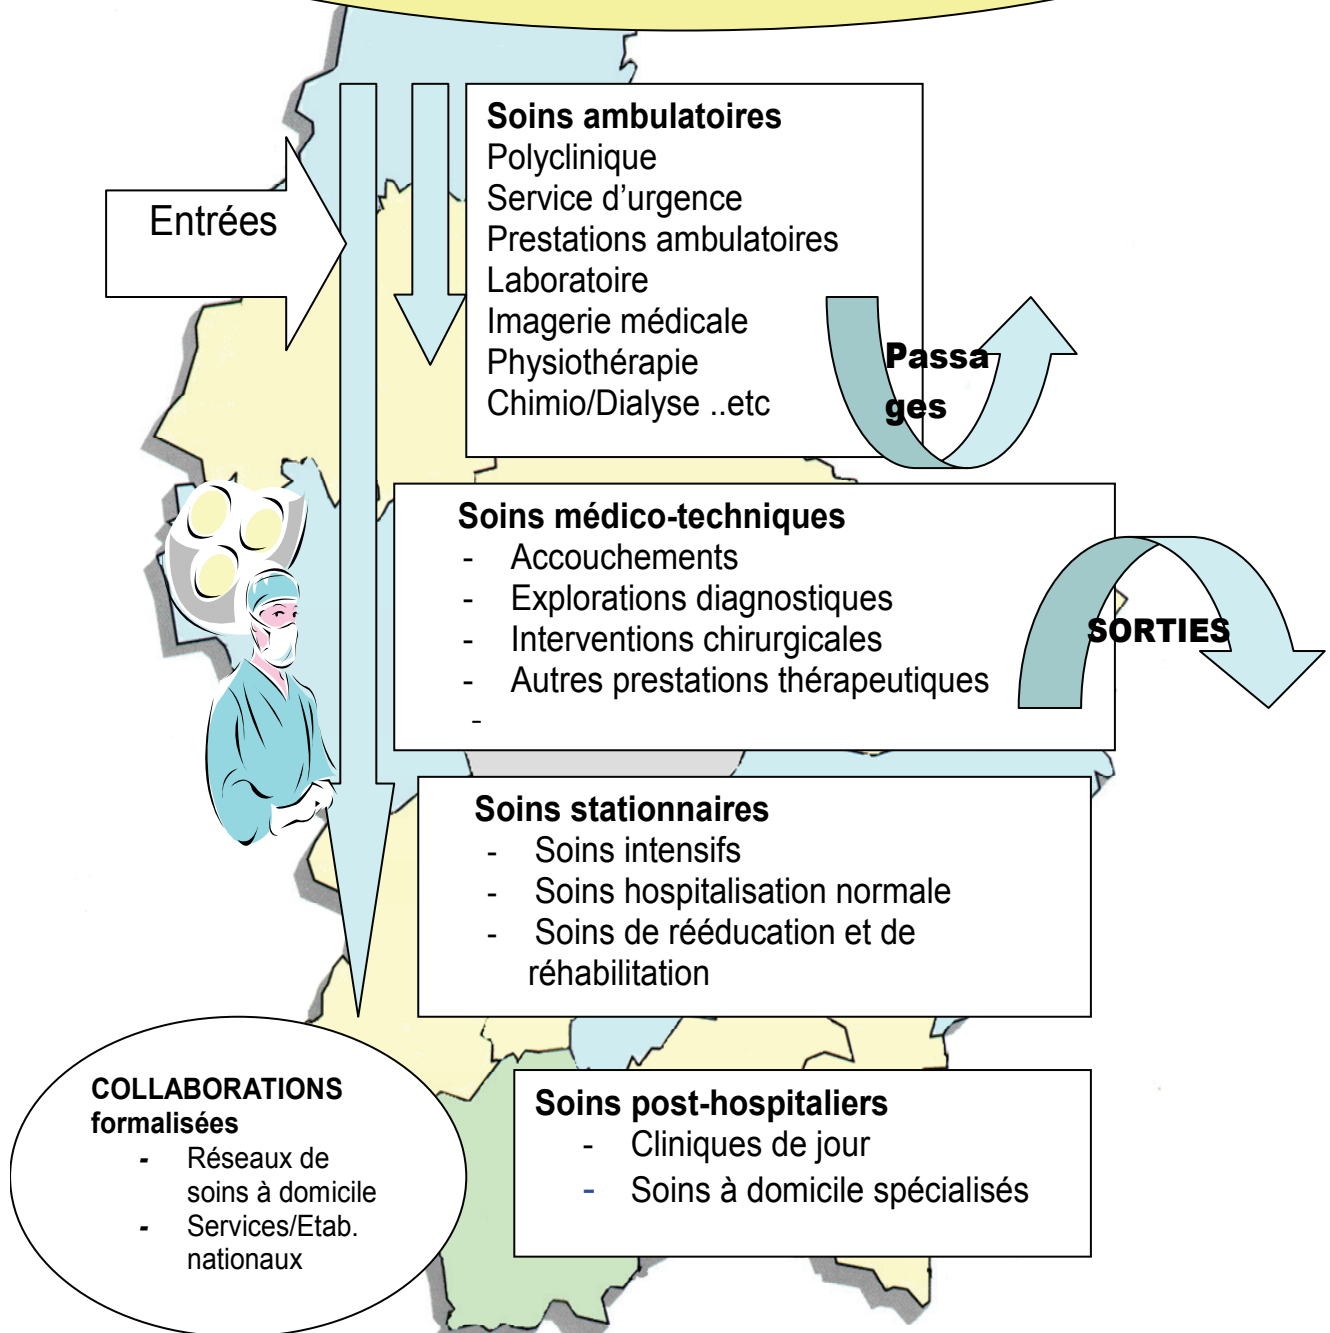 Entrées
Soins ambulatoires
Polyclinique
Service d’urgence
Prestations ambulatoires
Laboratoire
Imagerie médicale
Physiothérapie
Chimio/Dialyse ..etc
Passa
ges
Soins médico-techniques
- Accouchements
- Explorations diagnostiques
- Interventions chirurgicales
- Autres prestations thérapeutiques
-
SORTIES
Soins stationnaires
- Soins intensifs
- Soins hospitalisation normale
- Soins de rééducation et de
réhabilitation
COLLABORATIONS
formalisées
- Réseaux de
soins à domicile
- Services/Etab.
nationaux
Soins post-hospitaliers
- Cliniques de jour
- Soins à domicile spécialisés